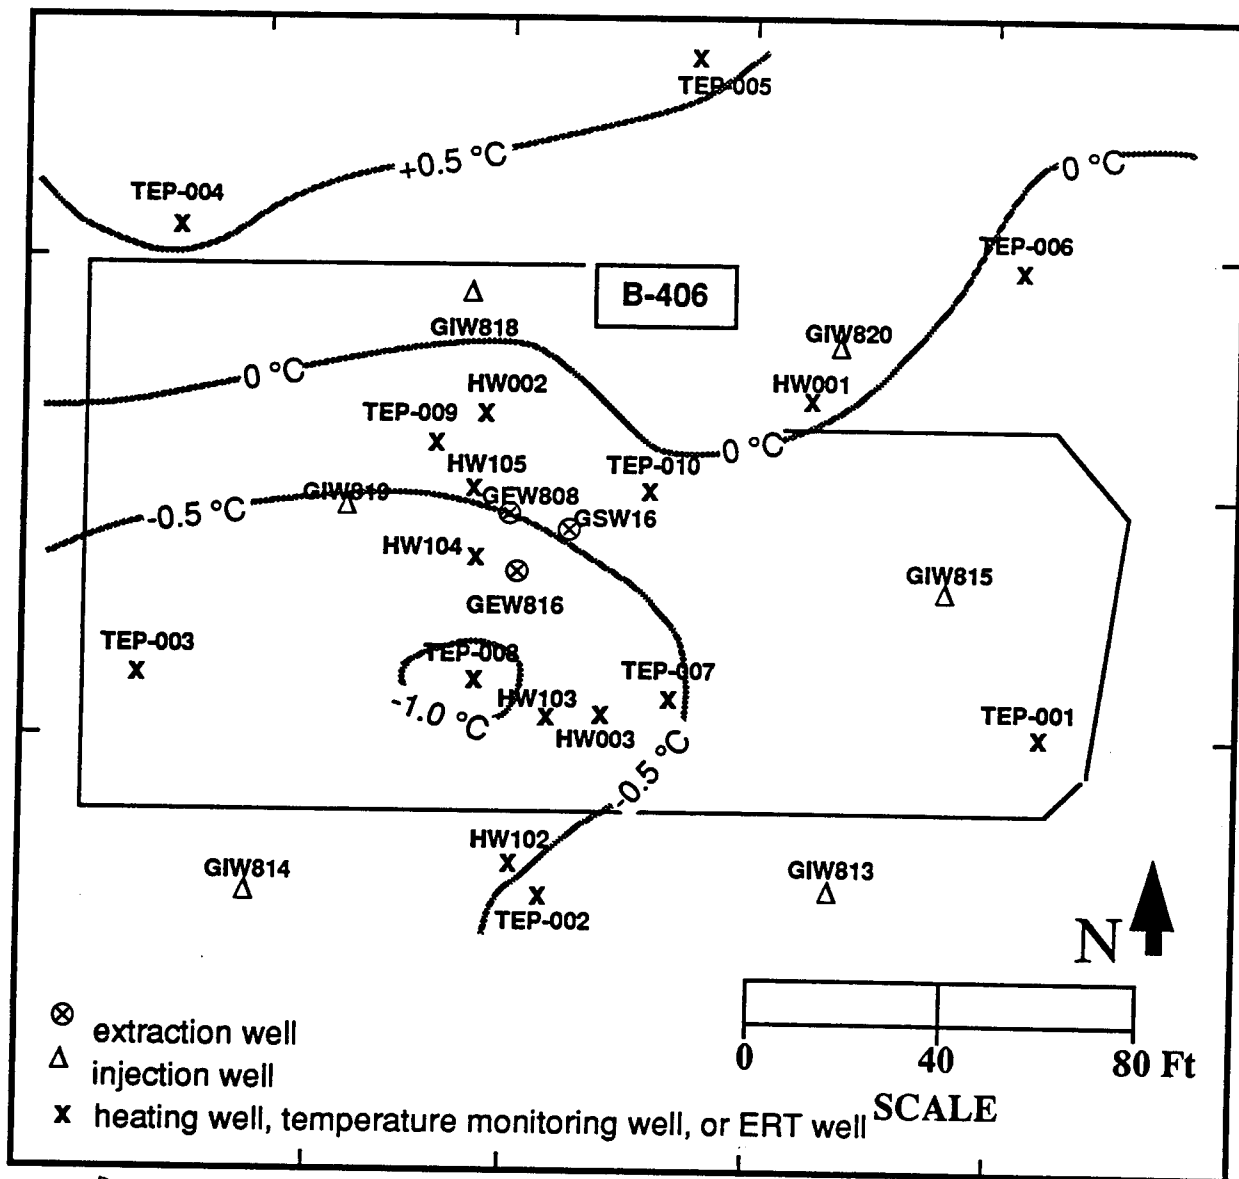 TEP-005
+0.5 °C
0 °C
TEP-004
TEP-006
B-406
GIW818
GIW820
0 °C
HW002
HW001
TEP-009
0 °C
HW105
TEP-010
GIW819
GEW808
-0.5 °C
GSW16
HW104
GIW815
GEW816
TEP-003
TEP-008
TEP-007
-1.0 °C
HW103
TEP-001
HW003
-0.5 °C
HW102
GIW814
GIW813
TEP-002
N
extraction well
injection well
heating well, temperature monitoring well, or ERT well
0 40 80 Ft
SCALE